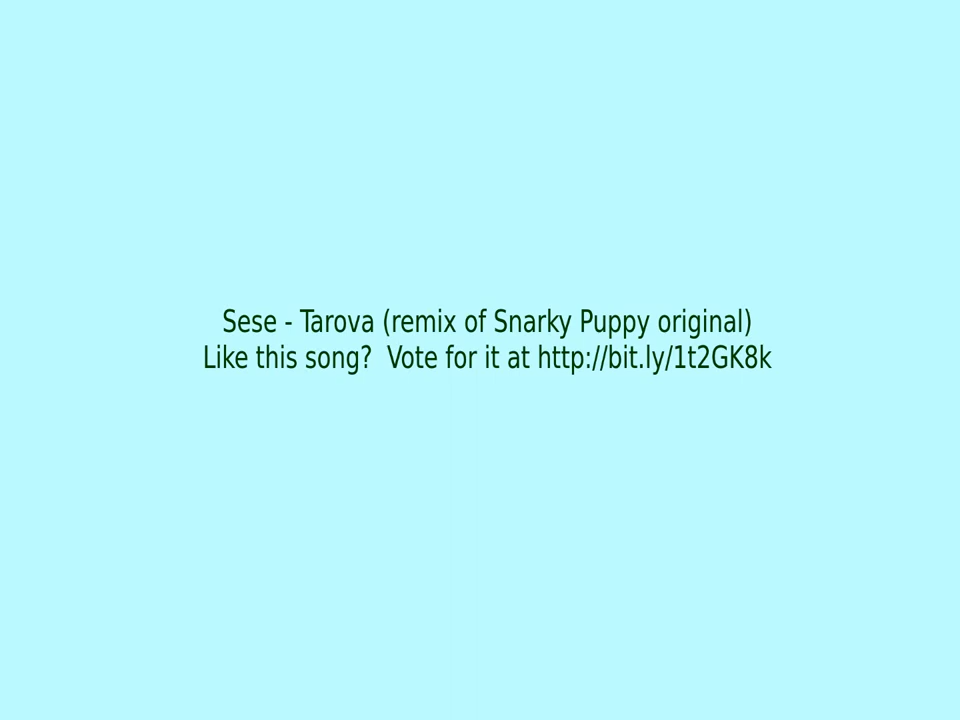 Sese - Tarova (remix of Snarky Puppy original)
Like this song?  Vote for it at http://bit.ly/1t2GK8k